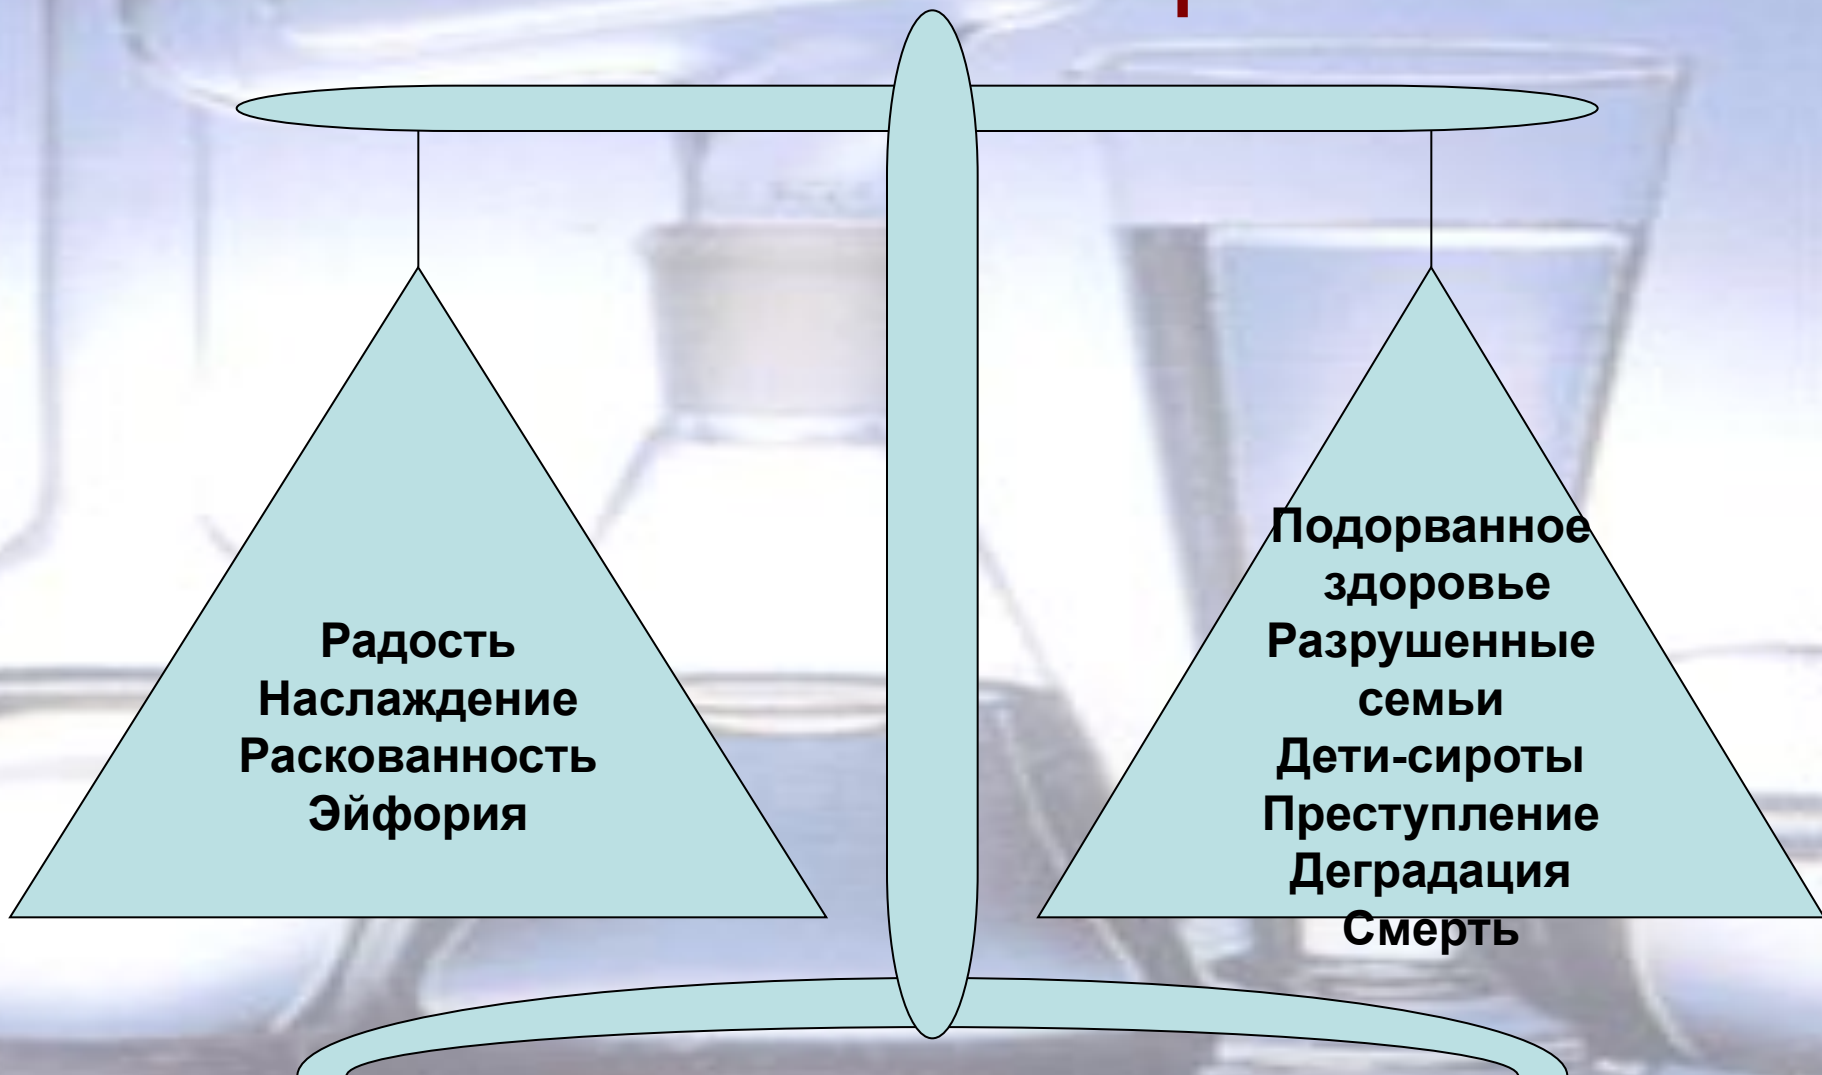 Радость
Наслаждение
Раскованность
Эйфория
Подорванное
здоровье
Разрушенные
семьи
Дети-сироты
Преступление
Деградация
Смерть